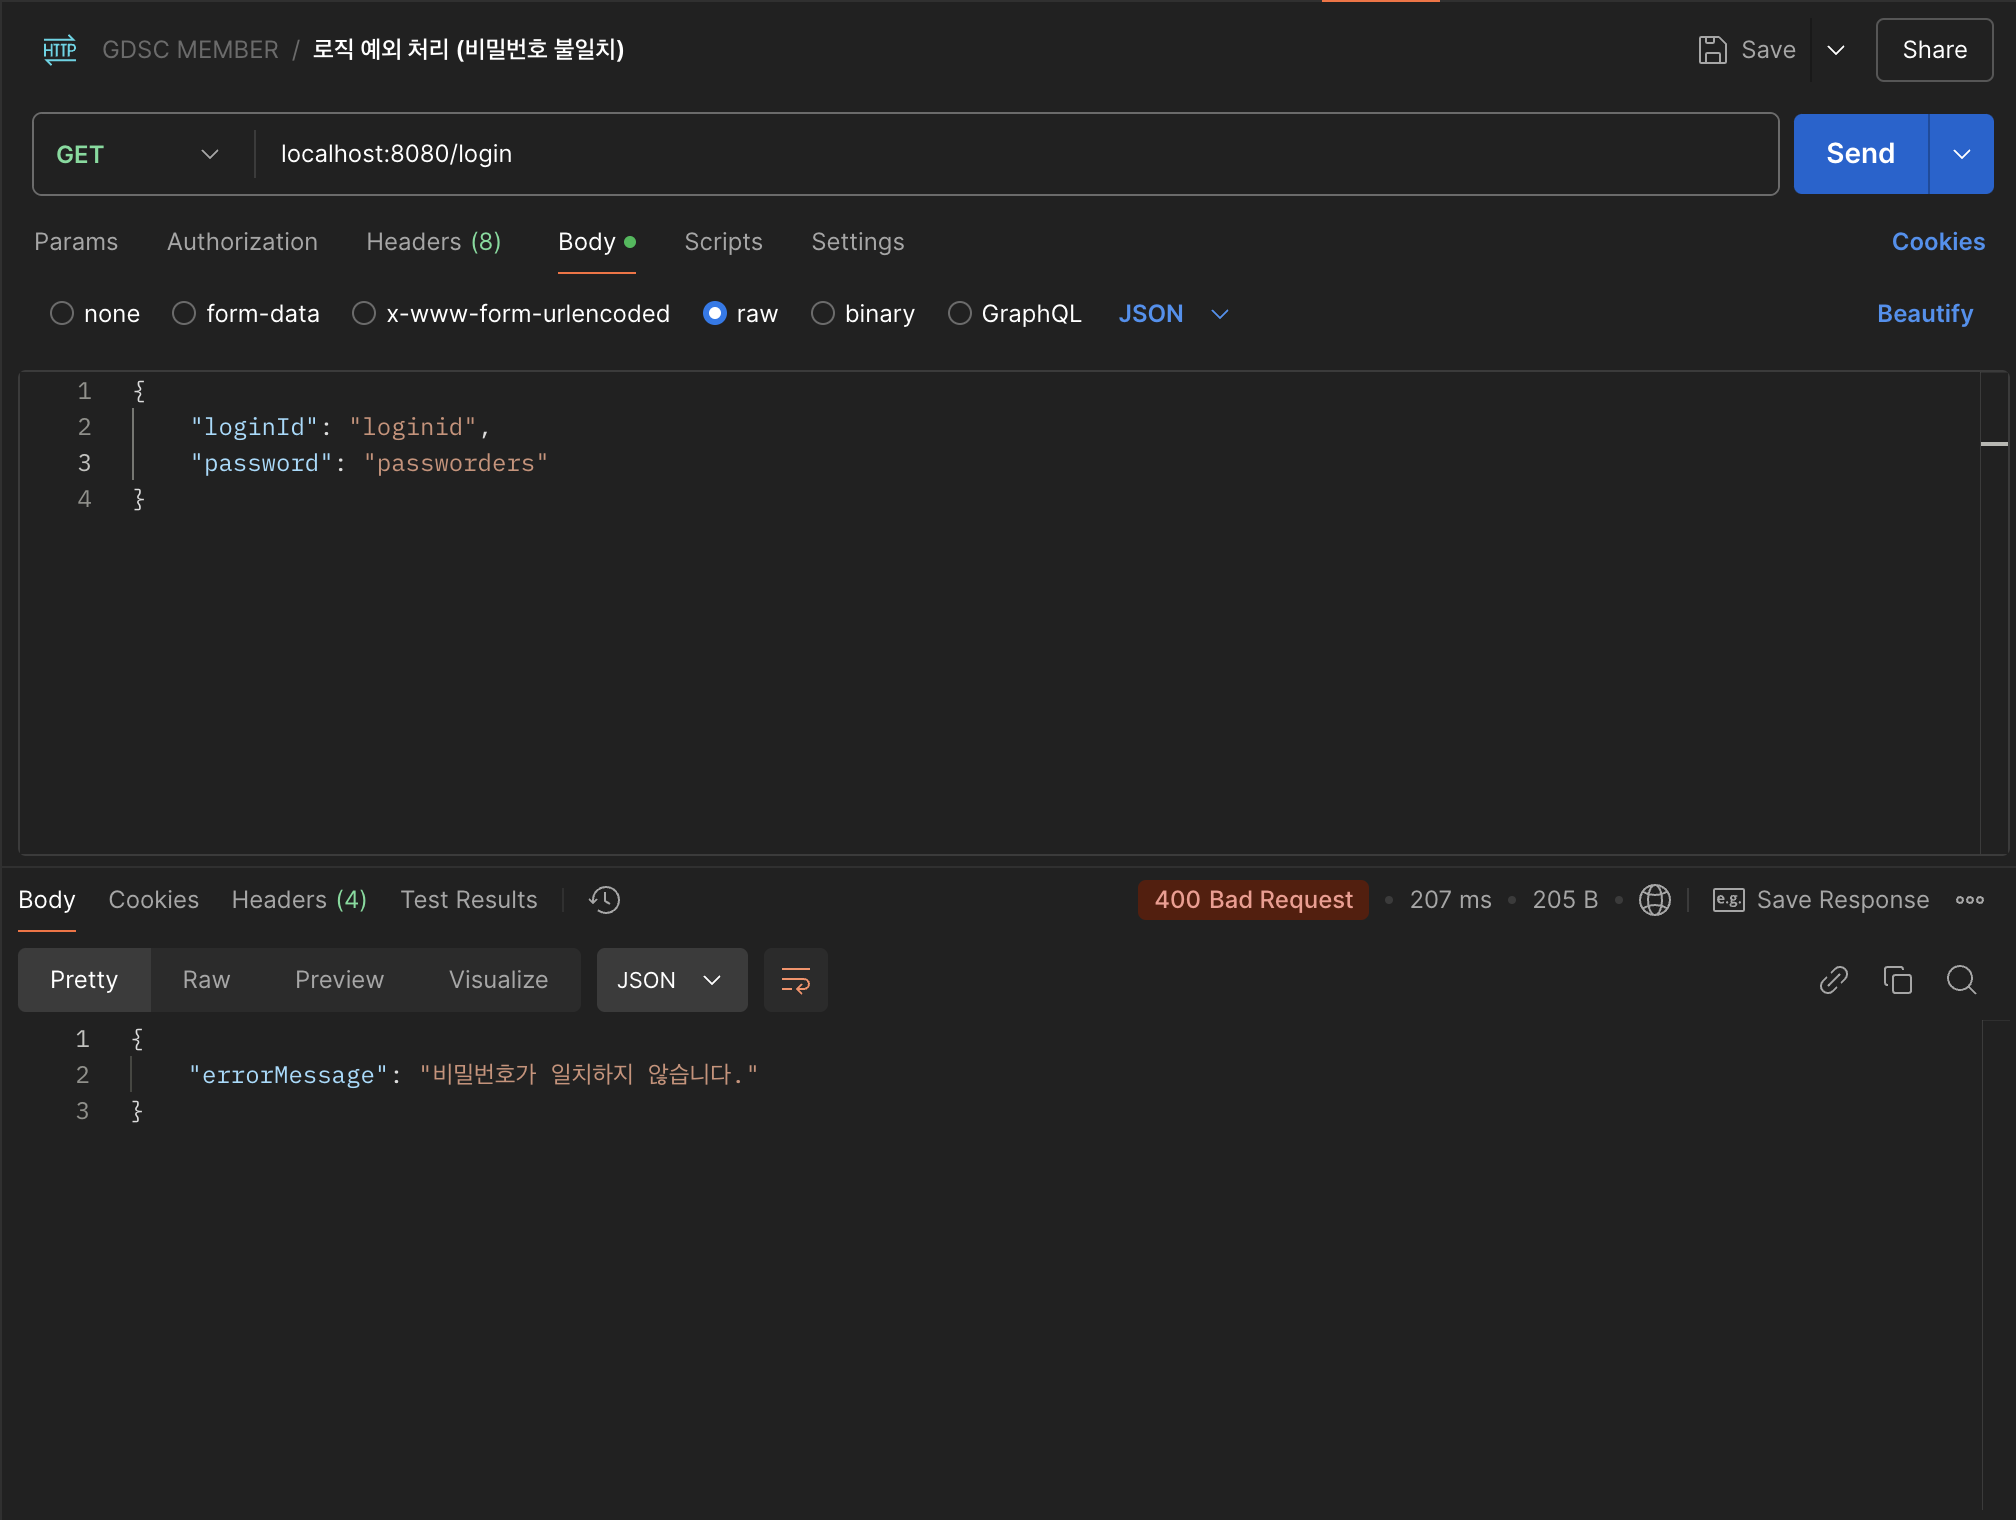 HTTP GDSC MEMBER / 로직 예외 처리 (비밀번호 불일치) Save Share
GET localhost:8080/login Send
Params Authorization Headers (8) Body Scripts Settings Cookies
none form-data x-www-form-urlencoded raw binary GraphQL JSON Beautify
1 {
2 "loginId": "loginid",
3 "password": "passworders"
4 }
Body Cookies Headers (4) Test Results 400 Bad Request • 207 ms • 205 B • e.g. Save Response
Pretty Raw Preview Visualize JSON
1 {
2 "errorMessage": "비밀번호가 일치하지 않습니다."
3 }